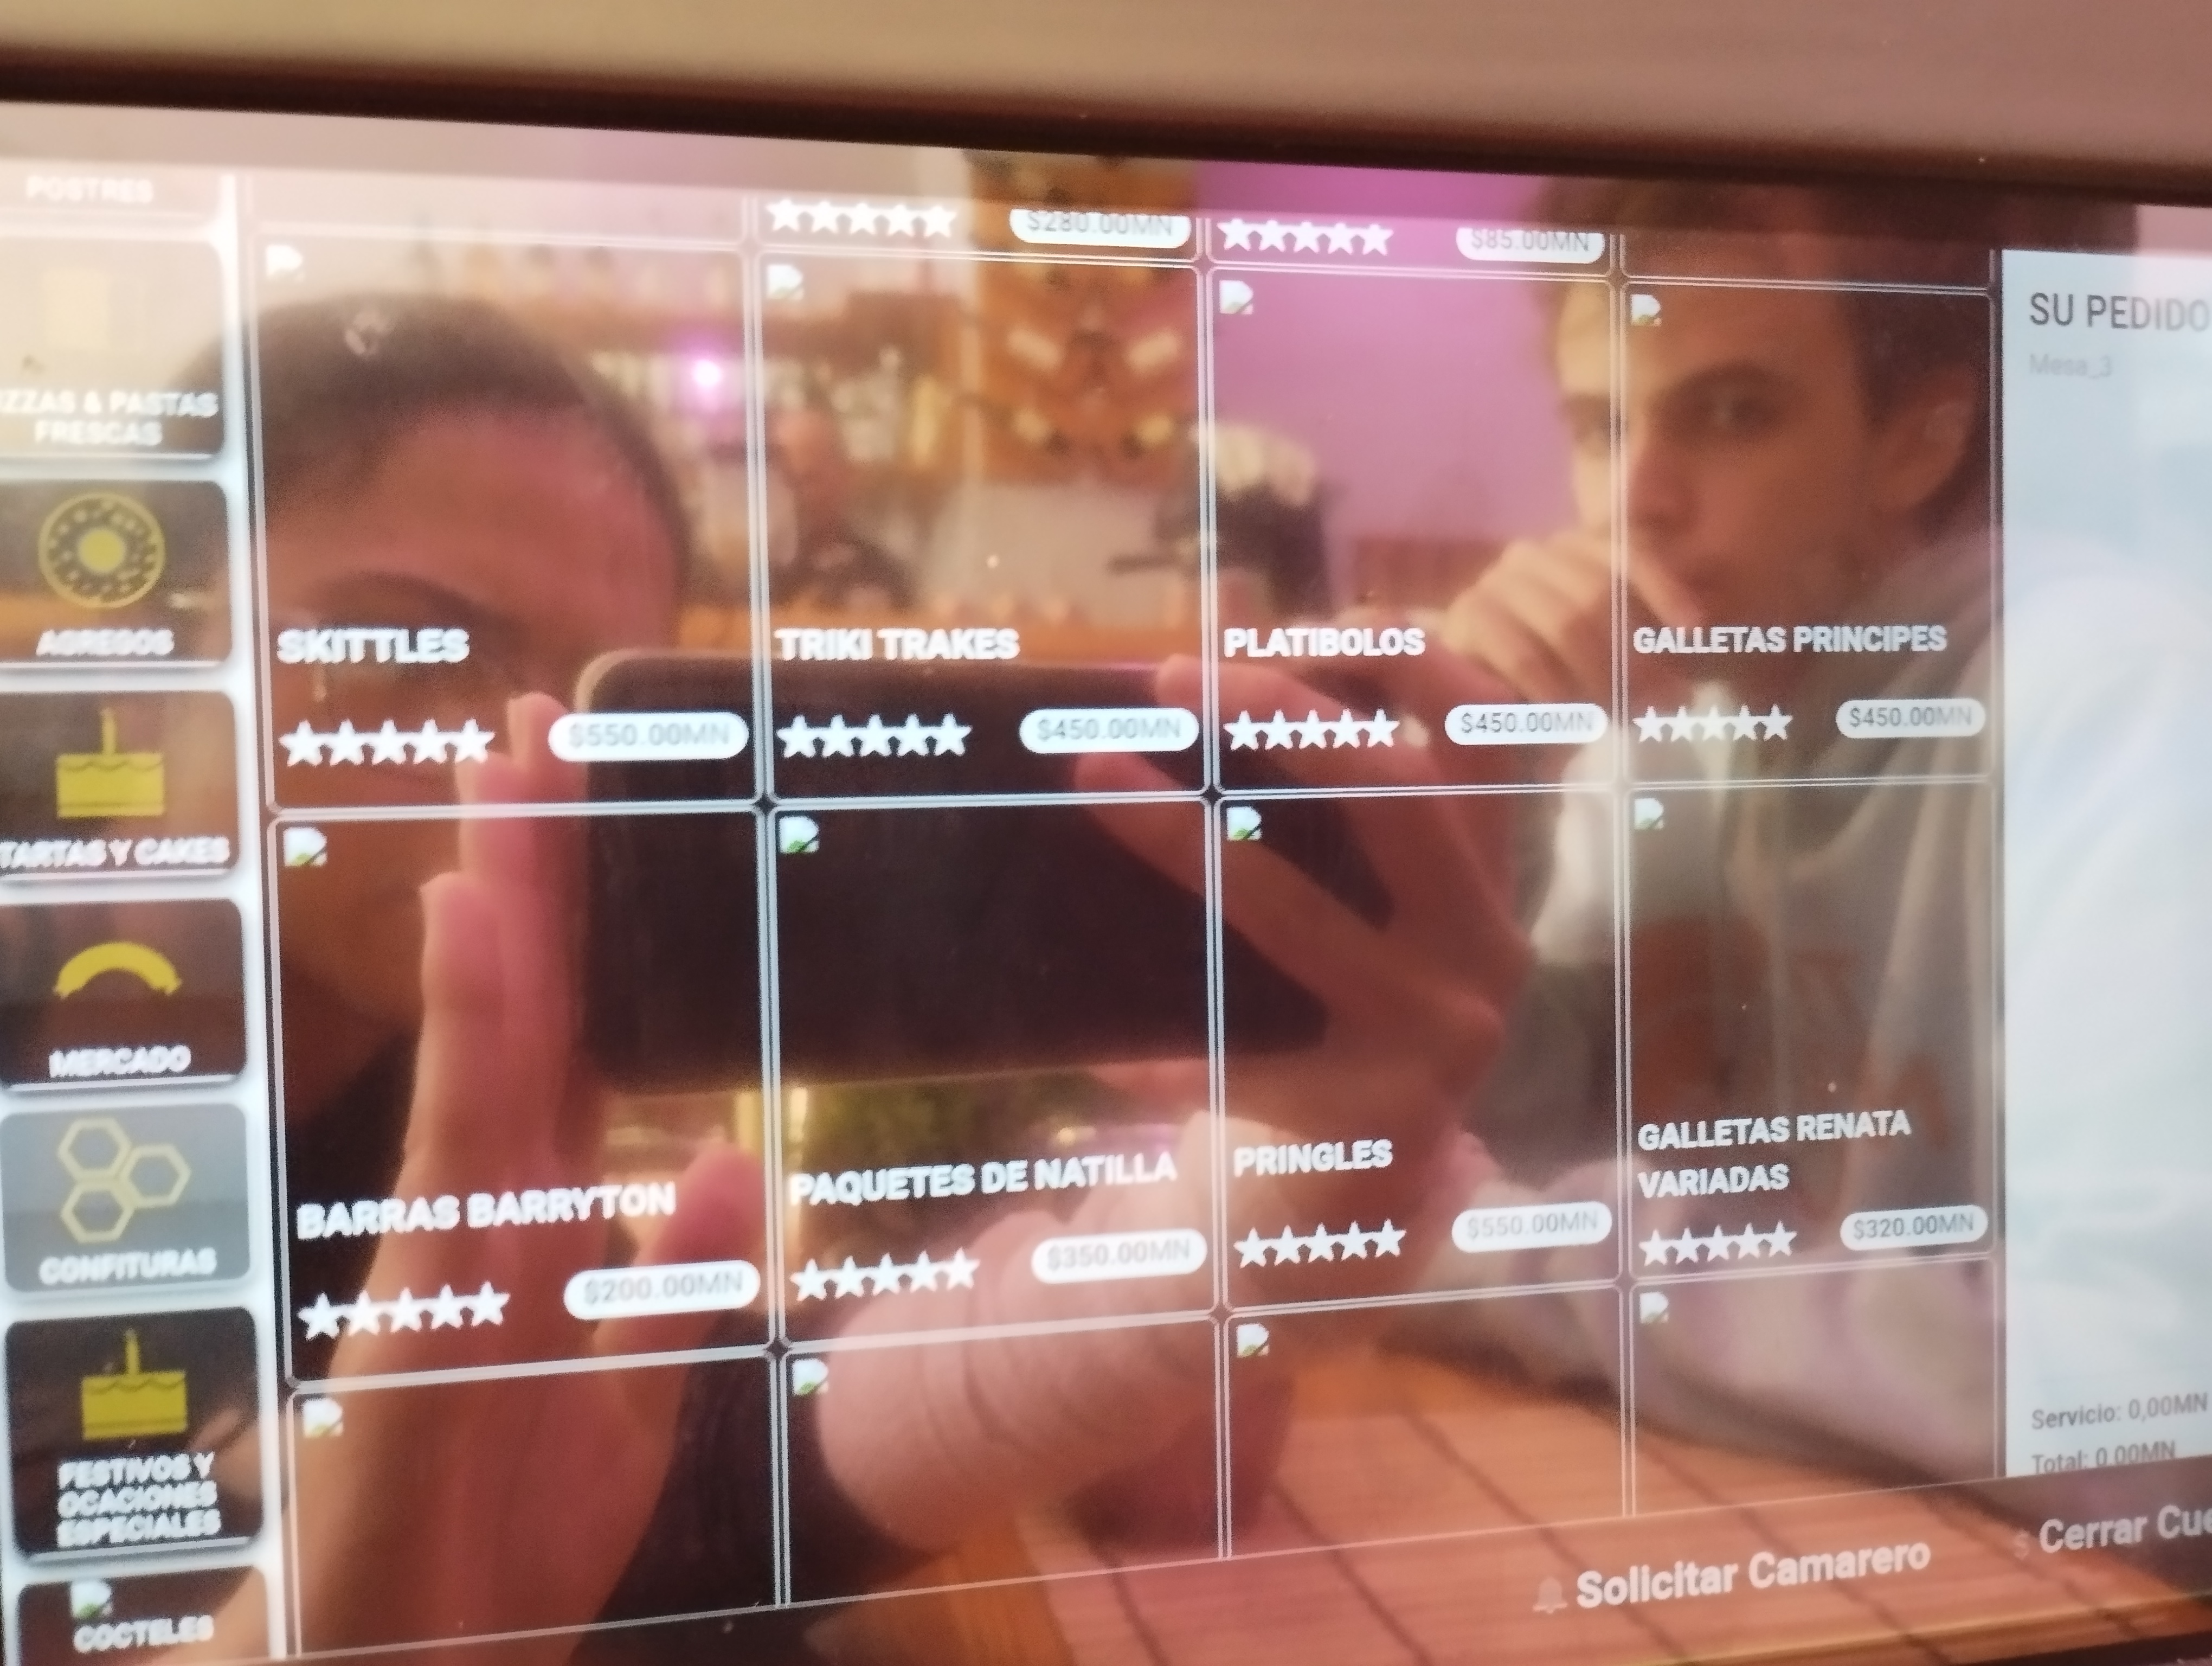 POSTRES
IZZAS & PASTAS
FRESCAS
AGREGOS
TARTAS Y CAKES
MERCADO
CONFITURAS
FESTIVOS Y
OCACIONES
ESPECIALES
COCTELES
$280.00MN
$85.00MN
SKITTLES
$550.00MN
TRIKI TRAKES
$450.00MN
PLATIBOLOS
$450.00MN
GALLETAS PRINCIPES
$450.00MN
BARRAS BARRYTON
$200.00MN
PAQUETES DE NATILLA
$350.00MN
PRINGLES
$550.00MN
GALLETAS RENATA
VARIADAS
$320.00MN
SU PEDIDO
Mesa_3
Servicio: 0,00MN
Total: 0,00MN
Solicitar Camarero
$ Cerrar Cue